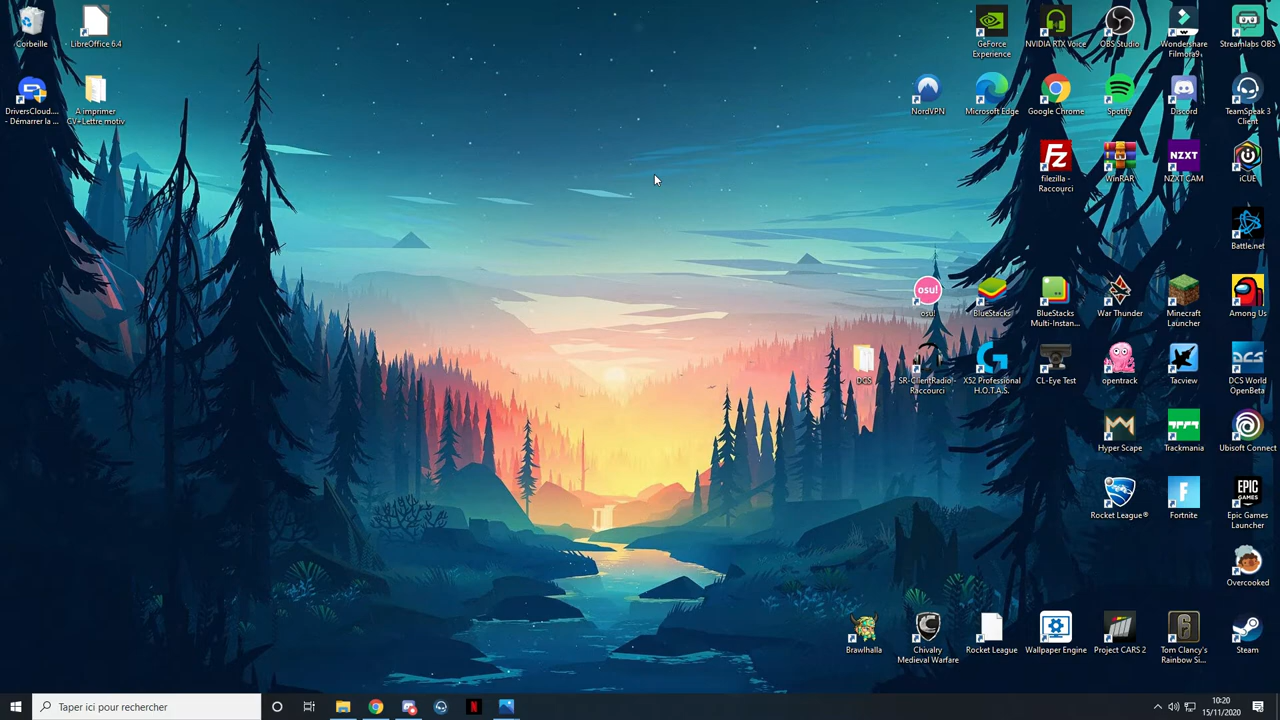 Corbeille
LibreOffice 6.4
DriversCloud....
- Démarrer la ...
A imprimer
CV+Lettre motiv
GeForce
Experience
NVIDIA RTX Voice
OBS Studio
Wondershare
Filmora9
Streamlabs OBS
NordVPN
Microsoft Edge
Google Chrome
Spotify
Discord
TeamSpeak 3
Client
filezilla -
Raccourci
WinRAR
NZXT
NZXT CAM
iCUE
Battle.net
osu!
osu!
BlueStacks
BlueStacks
Multi-Instan...
War Thunder
Minecraft
Launcher
Among Us
DCS
SR-ClientRadio -
Raccourci
X52 Professional
H.O.T.A.S.
CL-Eye Test
opentrack
Tacview
DCS
DCS World
OpenBeta
Hyper Scape
Trackmania
Ubisoft Connect
Rocket League®
Fortnite
EPIC
GAMES
Epic Games
Launcher
Overcooked
Brawlhalla
Chivalry
Medieval Warfare
Rocket League
Wallpaper Engine
Project CARS 2
Tom Clancy's
Rainbow Si...
Steam
Taper ici pour rechercher
10:20
15/11/2020